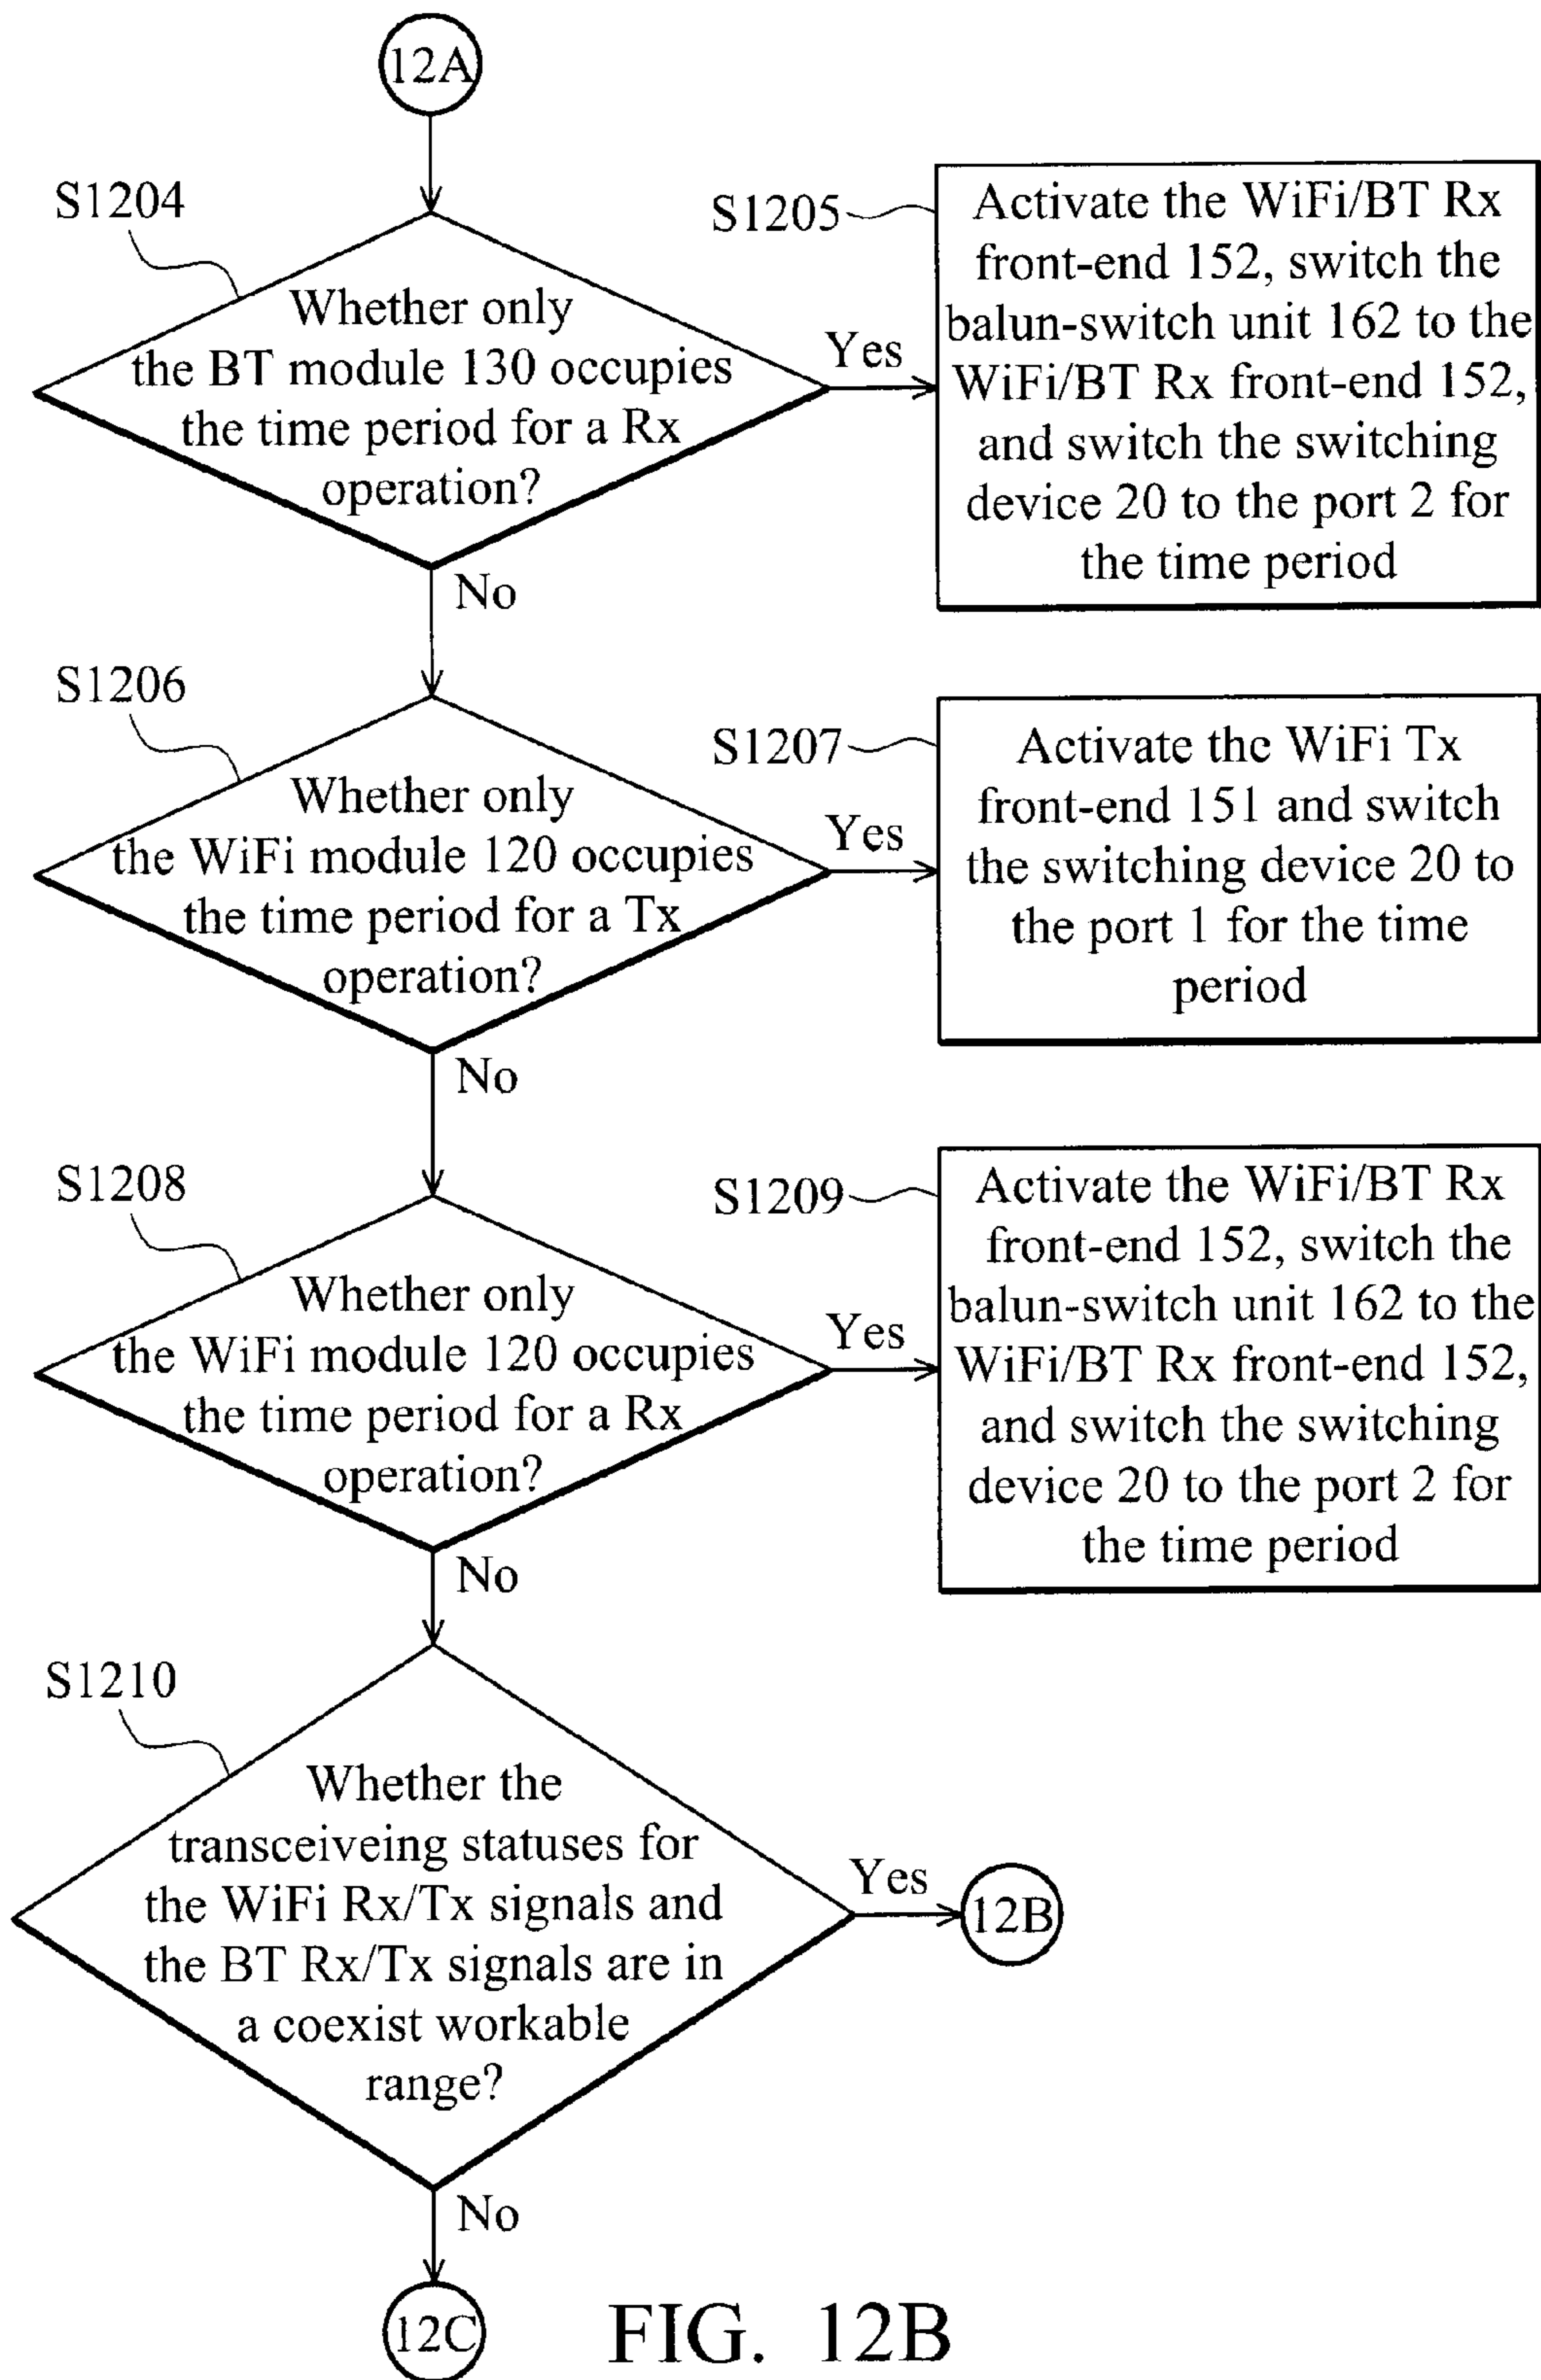 12A
S1204
Whether only
the BT module 130 occupies
the time period for a Rx
operation?
Yes
No
S1205
Activate the WiFi/BT Rx
front-end 152, switch the
balun-switch unit 162 to the
WiFi/BT Rx front-end 152,
and switch the switching
device 20 to the port 2 for
the time period
S1206
Whether only
the WiFi module 120 occupies
the time period for a Tx
operation?
Yes
No
S1207
Activate the WiFi Tx
front-end 151 and switch
the switching device 20 to
the port 1 for the time
period
S1208
Whether only
the WiFi module 120 occupies
the time period for a Rx
operation?
Yes
No
S1209
Activate the WiFi/BT Rx
front-end 152, switch the
balun-switch unit 162 to the
WiFi/BT Rx front-end 152,
and switch the switching
device 20 to the port 2 for
the time period
S1210
Whether the
transceiveing statuses for
the WiFi Rx/Tx signals and
the BT Rx/Tx signals are in
a coexist workable
range?
Yes
12B
No
12C
FIG. 12B